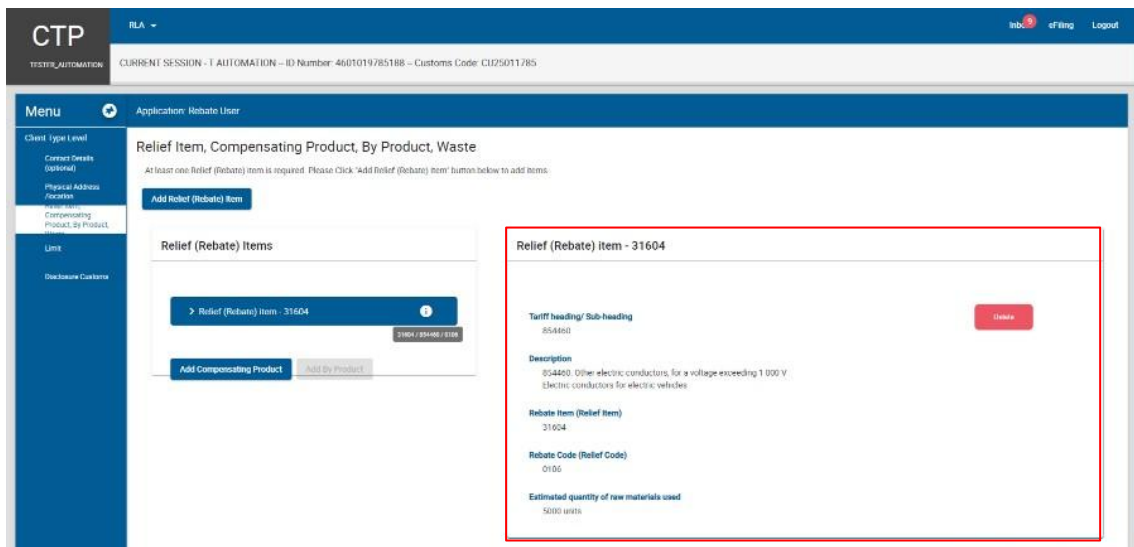 CTP
RLA
Inbox 9
eFiling
Logout
TESTER_AUTOMATION
CURRENT SESSION - T AUTOMATION – ID Number: 4601019785188 – Customs Code: CU25011785
Menu
Application: Rebate User
Client Type Level
Contact Details
(optional)
Physical Address
/location
Relief Item,
Compensating
Product, By Product,
Waste
Limit
Disclosure Customs
Relief Item, Compensating Product, By Product, Waste
At least one Relief (Rebate) item is required. Please Click 'Add Relief (Rebate) Item' button below to add items.
Add Relief (Rebate) Item
Relief (Rebate) Items
> Relief (Rebate) Item - 31604
31604 / 854460 / 0106
Add Compensating Product
Add By Product
Relief (Rebate) item - 31604
Tariff heading/ Sub-heading
854460
Delete
Description
854460. Other electric conductors, for a voltage exceeding 1 000 V
Electric conductors for electric vehicles
Rebate Item (Relief Item)
31604
Rebate Code (Relief Code)
0106
Estimated quantity of raw materials used
5000 units